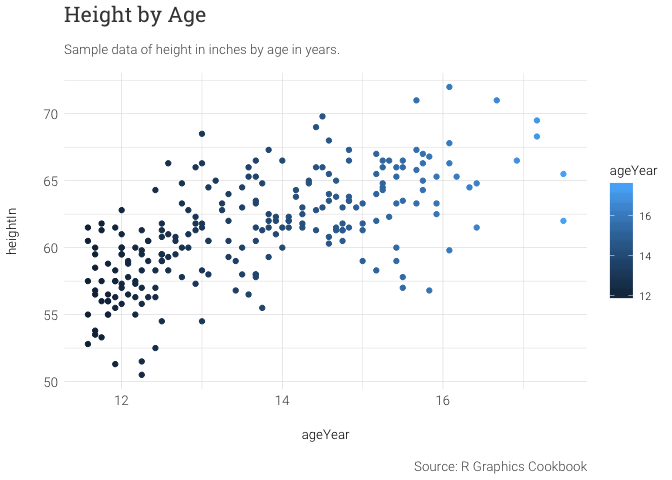 Height by Age
Sample data of height in inches by age in years.
heightIn
70
65
60
55
50
12
14
16
ageYear
ageYear
16
14
12
Source: R Graphics Cookbook